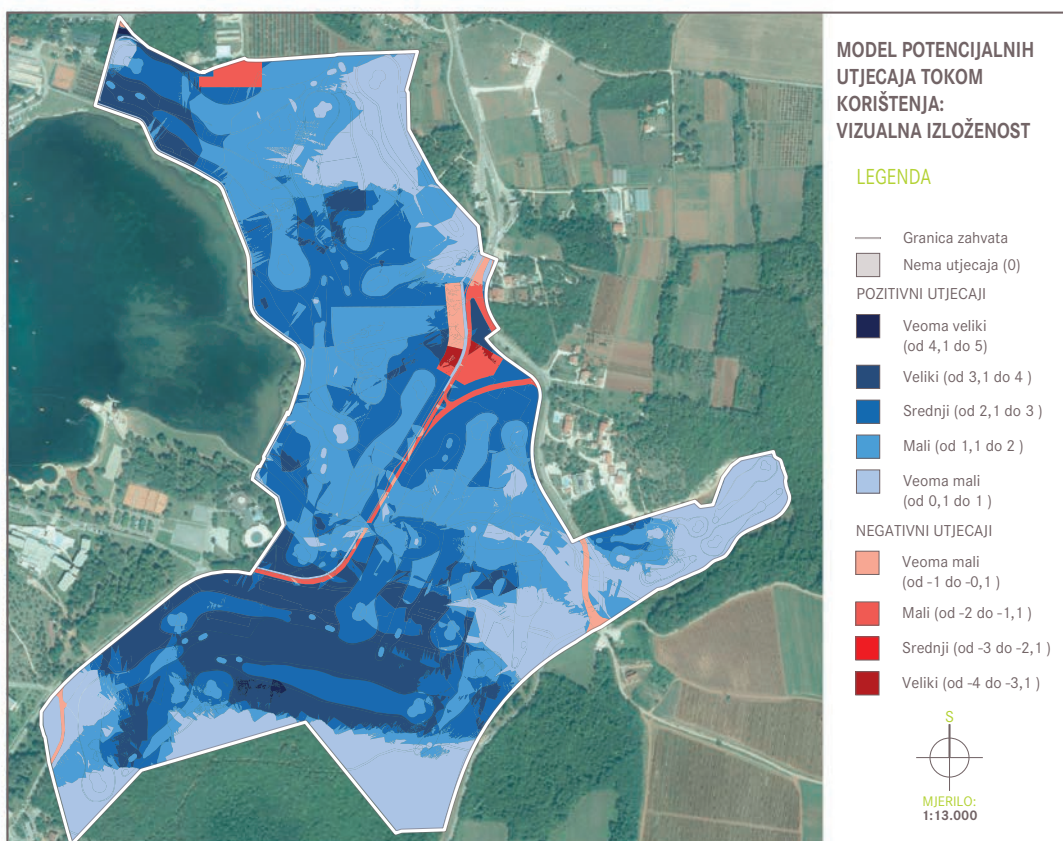 MODEL POTENCIJALNIH
UTJECAJA TOKOM
KORIŠTENJA:
VIZUALNA IZLOŽENOST
LEGENDA
Granica zahvata
Nema utjecaja (0)
POZITIVNI UTJECAJI
Veoma veliki
(od 4,1 do 5)
Veliki (od 3,1 do 4 )
Srednji (od 2,1 do 3 )
Mali (od 1,1 do 2 )
Veoma mali
(od 0,1 do 1 )
NEGATIVNI UTJECAJI
Veoma mali
(od -1 do -0,1 )
Mali (od -2 do -1,1 )
Srednji (od -3 do -2,1 )
Veliki (od -4 do -3,1 )
S
MJERILO:
1:13.000